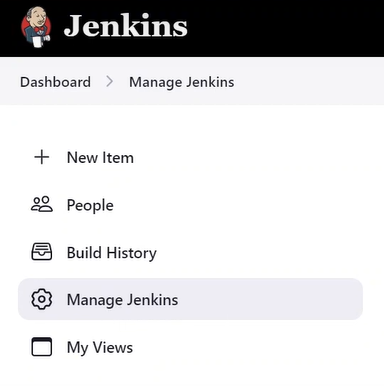 Jenkins
Dashboard > Manage Jenkins
New Item
People
Build History
Manage Jenkins
My Views